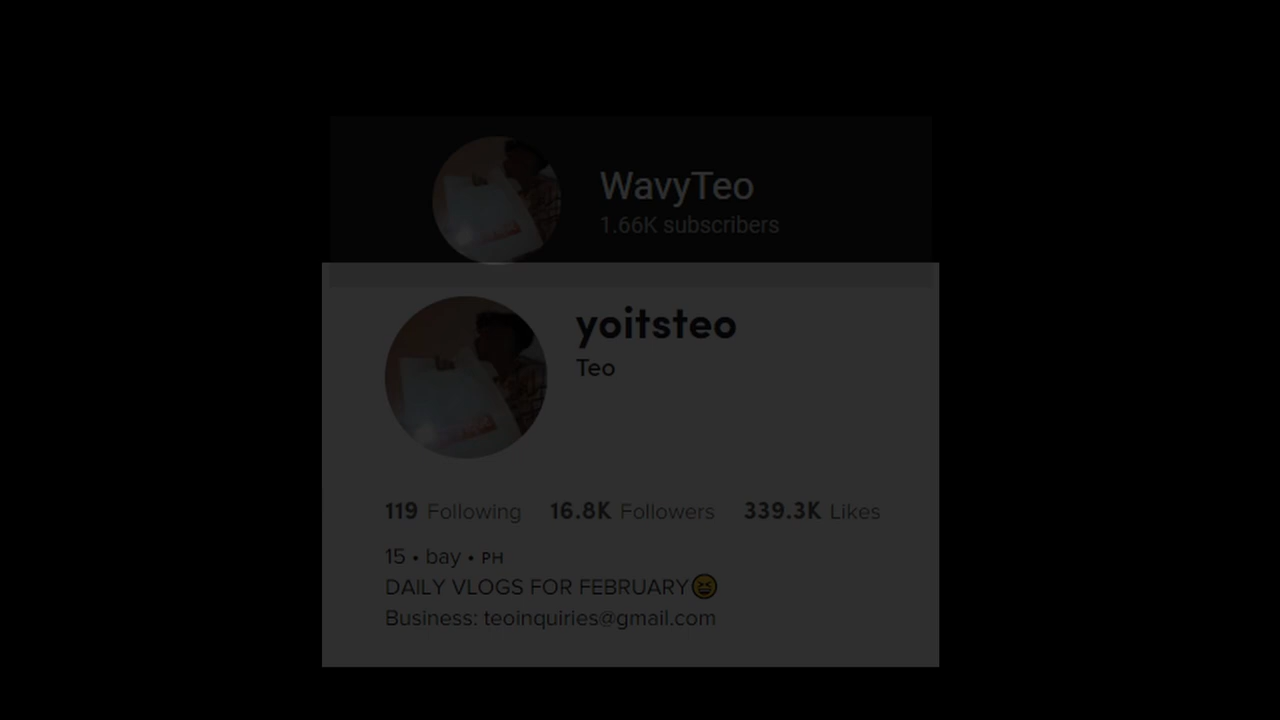 WavyTeo
1.66K subscribers
yoitsteo
Teo
119 Following 16.8K Followers 339.3K Likes
15 • bay • PH
DAILY VLOGS FOR FEBRUARY😆
Business: teoinquiries@gmail.com